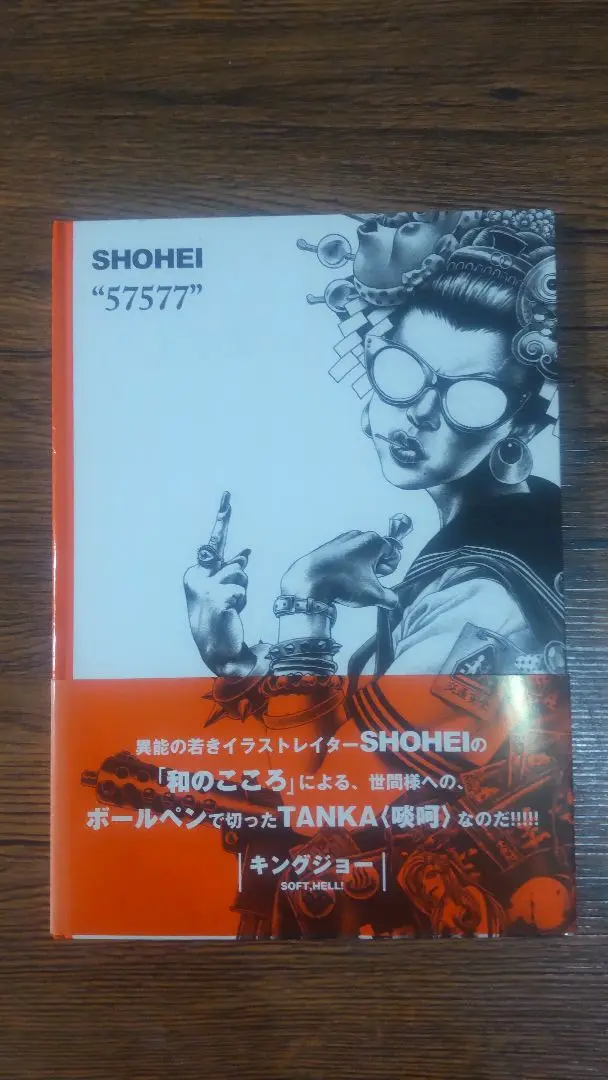 SHOHEI
“57577”
異能の若きイラストレイターSHOHEIの
「和のこころ」による、世間様への、
ボールペンで切ったTANKA〈啖呵〉なのだ!!!!!
キングジョー
SOFT,HELL!